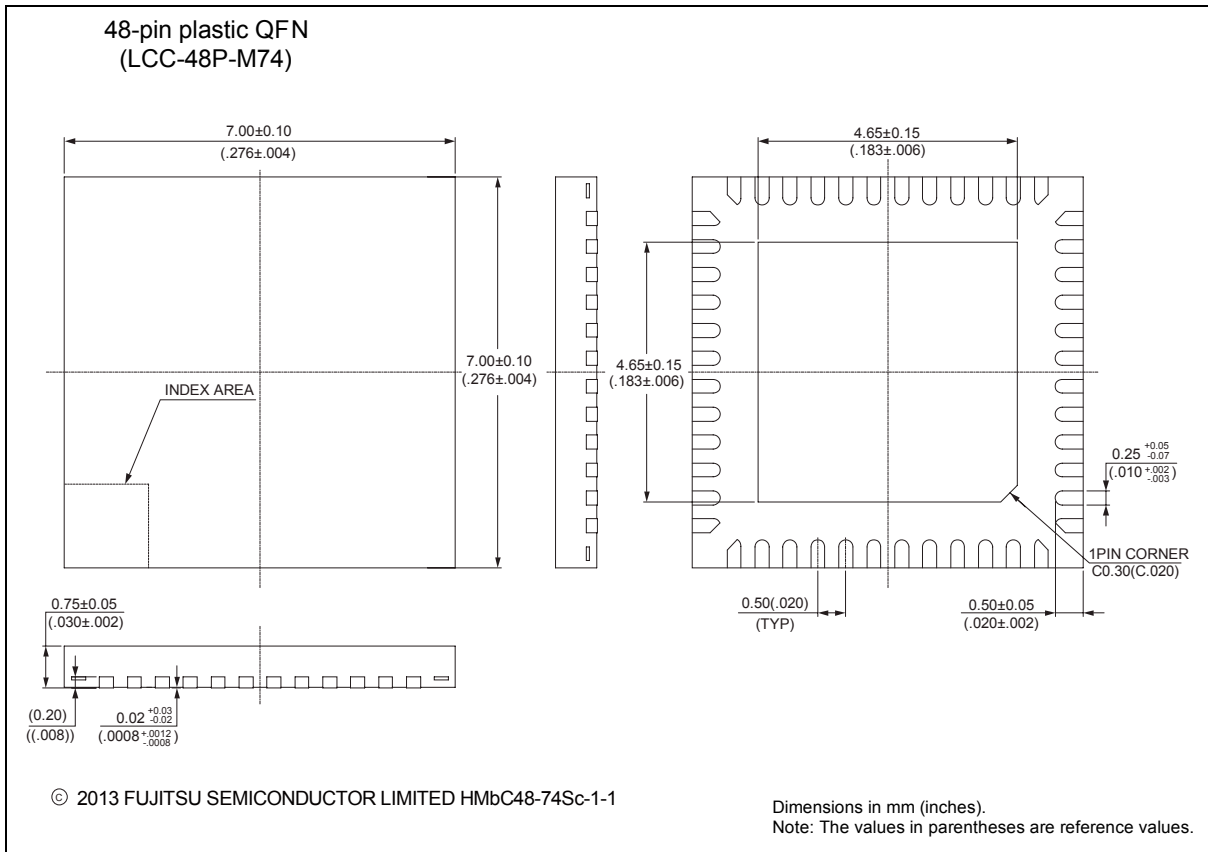 48-pin plastic QFN
(LCC-48P-M74)
7.00±0.10
(.276±.004)
4.65±0.15
(.183±.006)
7.00±0.10
(.276±.004)
4.65±0.15
(.183±.006)
INDEX AREA
0.25 +0.05 -0.07
(.010 +.002 -.003)
1PIN CORNER
C0.30(C.020)
0.50(.020)
(TYP)
0.50±0.05
(.020±.002)
0.75±0.05
(.030±.002)
(0.20)
((.008))
0.02 +0.03 -0.02
(.0008 +.0012 -.0008)
© 2013 FUJITSU SEMICONDUCTOR LIMITED HMbC48-74Sc-1-1
Dimensions in mm (inches).
Note: The values in parentheses are reference values.